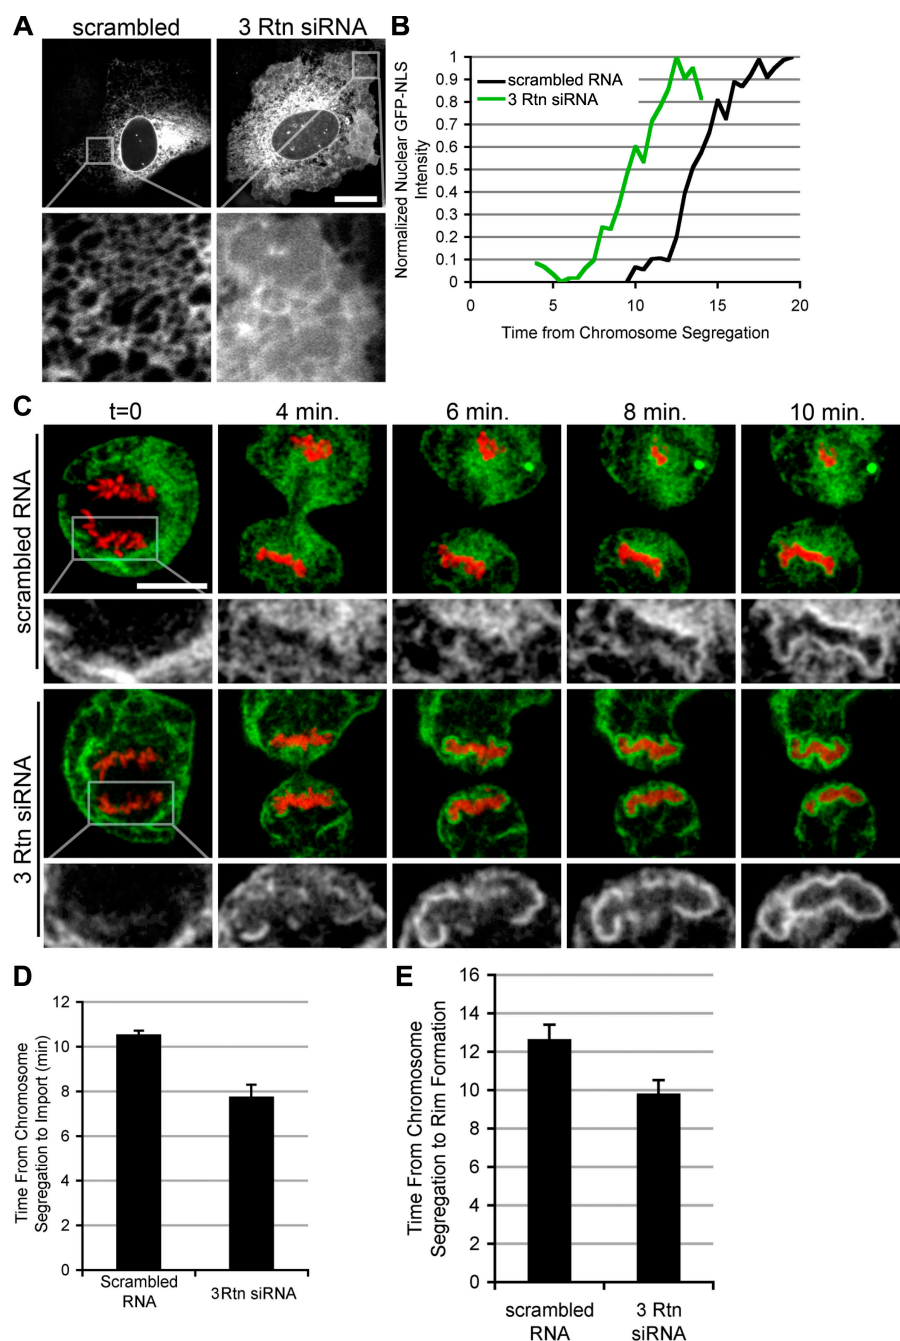 A
scrambled
3 Rtn siRNA
B
Normalized Nuclear GFP-NLS
Intensity
1
0.9
0.8
0.7
0.6
0.5
0.4
0.3
0.2
0.1
0
scrambled RNA
3 Rtn siRNA
0
5
10
15
20
Time from Chromosome Segregation
C
t=0
4 min.
6 min.
8 min.
10 min.
scrambled RNA
3 Rtn siRNA
D
Time From Chromosome
Segregation to Import (min)
12
10
8
6
4
2
0
Scrambled
RNA
3Rtn siRNA
E
Time From Chromosome
Segregation to Rim Formation
16
14
12
10
8
6
4
2
0
scrambled
RNA
3 Rtn
siRNA